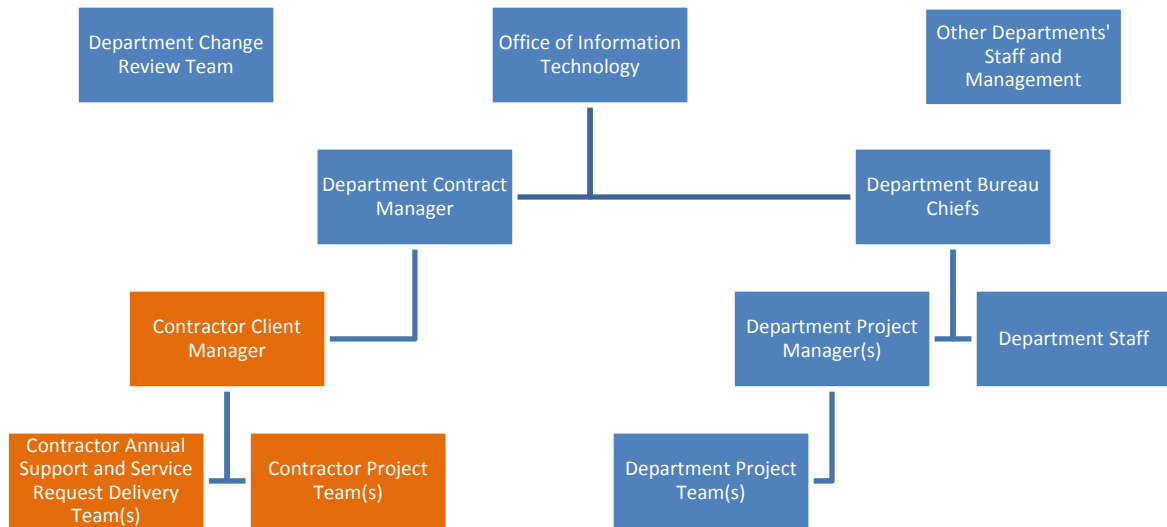 Department Change
Review Team
Office of Information
Technology
Other Departments'
Staff and
Management
Department Contract
Manager
Department Bureau
Chiefs
Contractor Client
Manager
Department Project
Manager(s)
Department Staff
Contractor Annual
Support and Service
Request Delivery
Team(s)
Contractor Project
Team(s)
Department Project
Team(s)